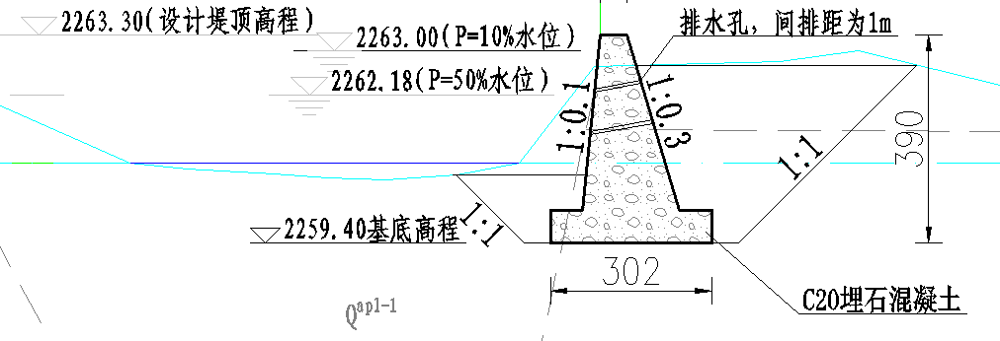 2263.30(设计堤顶高程)
排水孔，间排距为1m
2263.00(P=10%水位)
2262.18(P=50%水位)
1:0.1
1:0.3
390
1:1
1:1
2259.40基底高程
302
C20埋石混凝土
Qapl-1